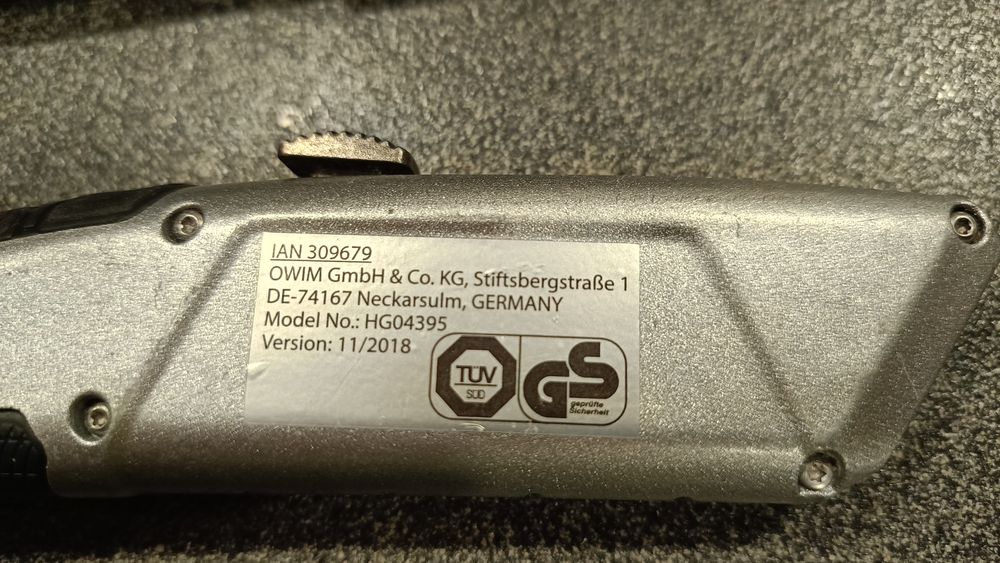 IAN 309679
OWIM GmbH & Co. KG, Stiftsbergstraße 1
DE-74167 Neckarsulm, GERMANY
Model No.: HG04395
Version: 11/2018
TÜV
SÜD
GS
geprüfte
Sicherheit